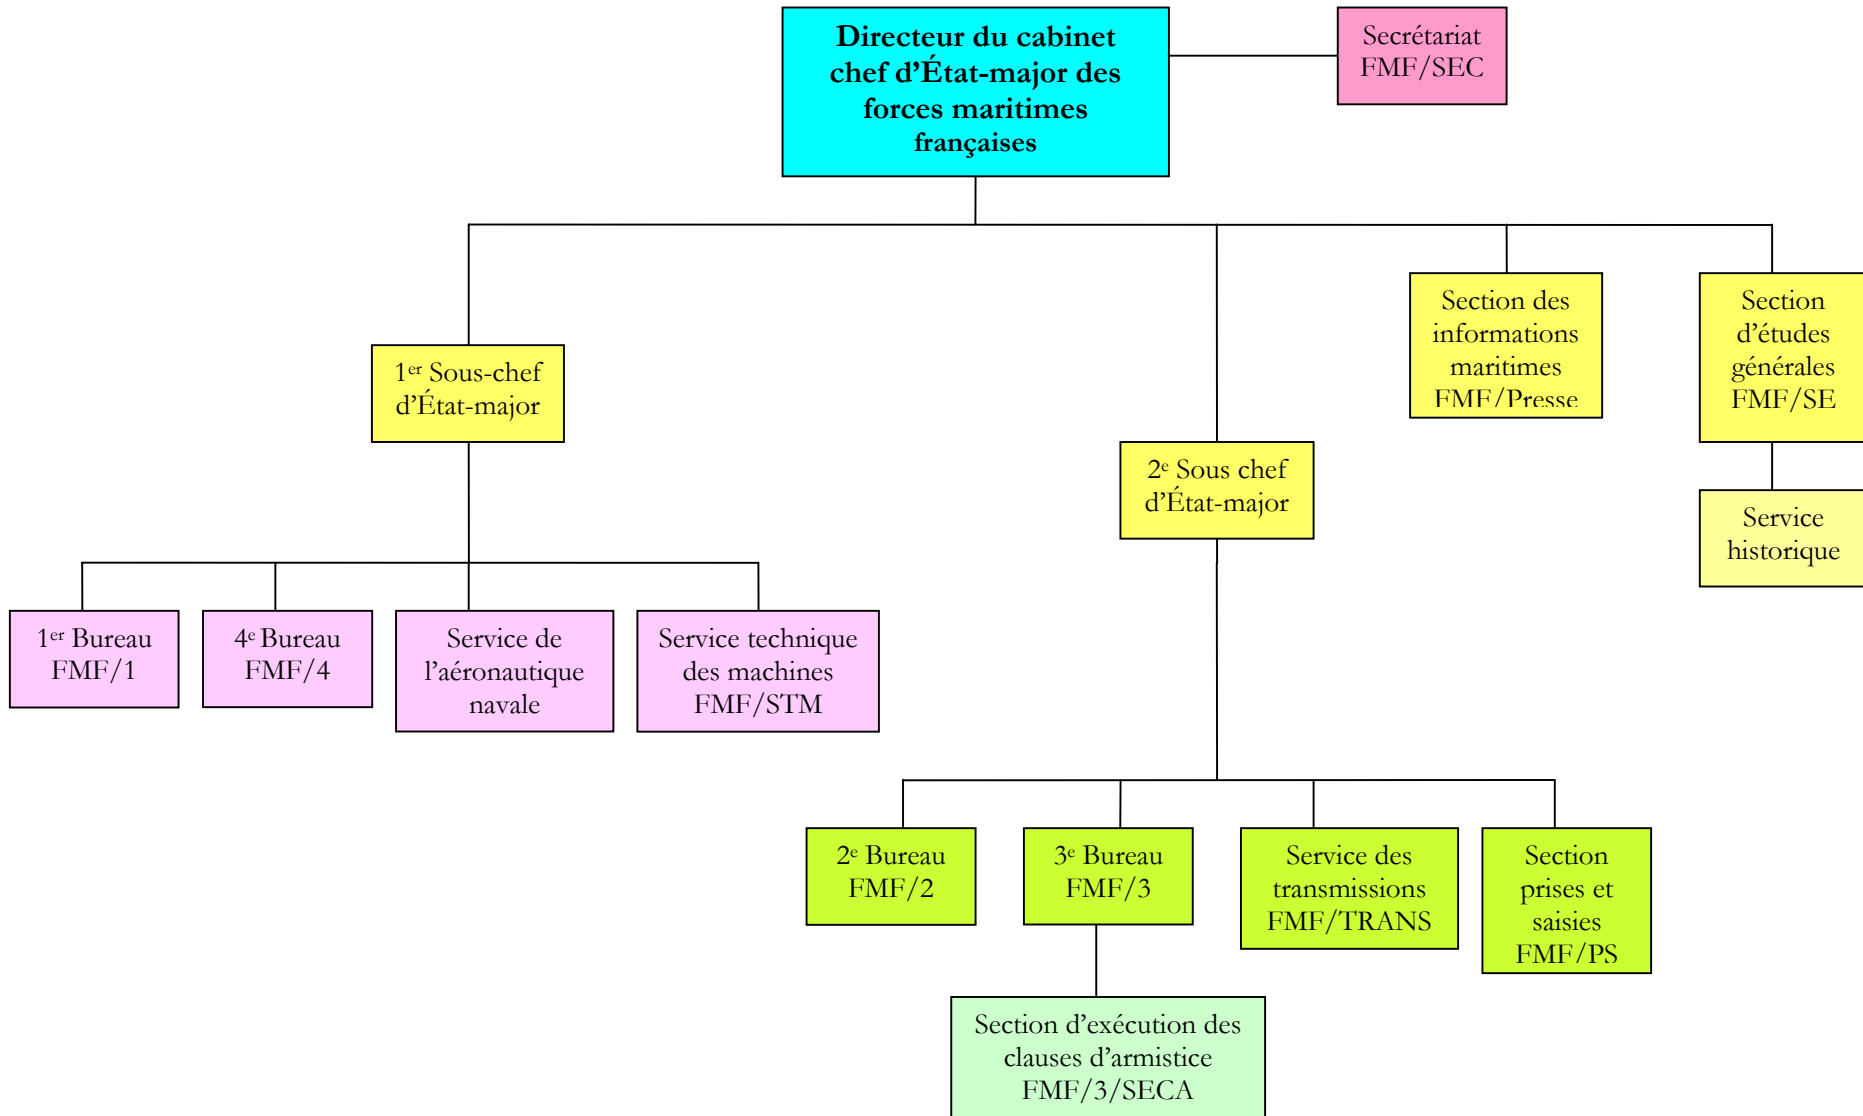 Directeur du cabinet
chef d’État-major des
forces maritimes
françaises
Secrétariat
FMF/SEC
Section des
informations
maritimes
FMF/Presse
Section
d’études
générales
FMF/SE
1er Sous-chef
d’État-major
2e Sous chef
d’État-major
Service
historique
1er Bureau
FMF/1
4e Bureau
FMF/4
Service de
l’aéronautique
navale
Service technique
des machines
FMF/STM
2e Bureau
FMF/2
3e Bureau
FMF/3
Service des
transmissions
FMF/TRANS
Section
prises et
saisies
FMF/PS
Section d’exécution des
clauses d’armistice
FMF/3/SECA